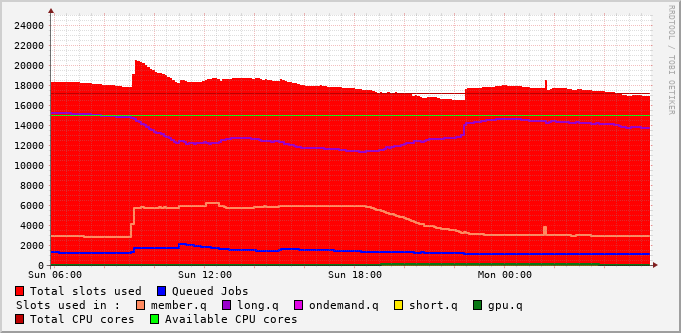 24000
22000
20000
18000
16000
14000
12000
10000
8000
6000
4000
2000
0
Sun 06:00 Sun 12:00 Sun 18:00 Mon 00:00
RRDTOOL / TOBI OETIKER
Total slots used Queued Jobs
Slots used in : member.q long.q ondemand.q short.q gpu.q
Total CPU cores Available CPU cores